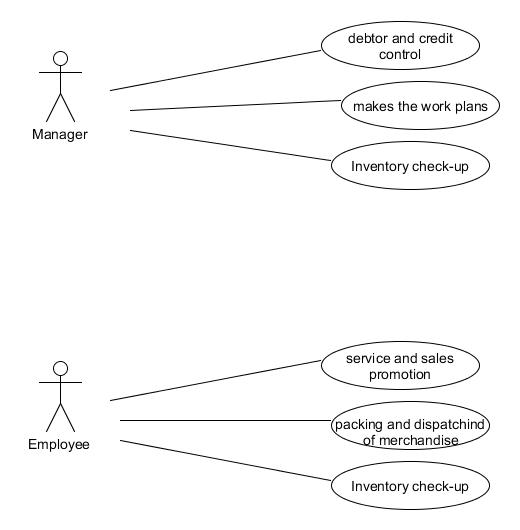 debtor and credit
control
makes the work plans
Manager
Inventory check-up
service and sales
promotion
packing and dispatchind
of merchandise
Employee
Inventory check-up